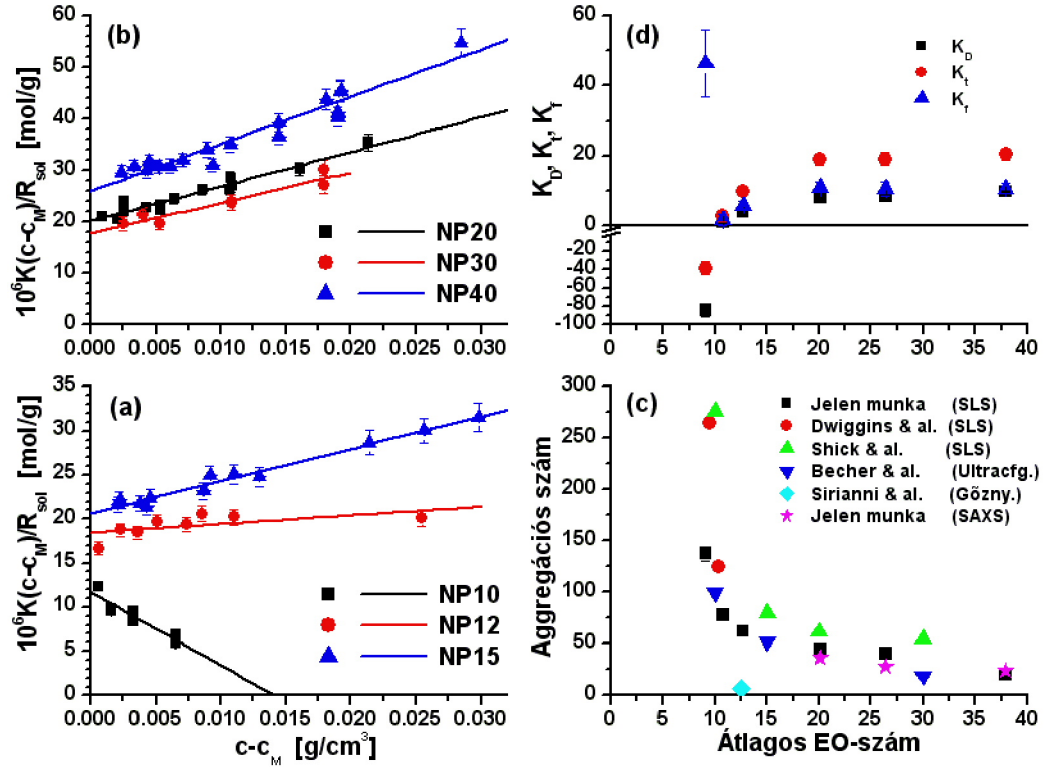 (b)
10⁶K(c-c_M)/R_sol [mol/g]
60
50
40
30
20
10
0
NP20
NP30
NP40
0.000 0.005 0.010 0.015 0.020 0.025 0.030
(d)
K_D, K_t, K_f
60
40
20
0
-20
-40
-60
-80
-100
K_D
K_t
K_f
0 5 10 15 20 25 30 35 40
(a)
10⁶K(c-c_M)/R_sol [mol/g]
35
30
25
20
15
10
5
0
NP10
NP12
NP15
0.000 0.005 0.010 0.015 0.020 0.025 0.030
c-c_M [g/cm³]
(c)
Aggregációs szám
300
250
200
150
100
50
0
Jelen munka (SLS)
Dwiggins & al. (SLS)
Shick & al. (SLS)
Becher & al. (Ultracfg.)
Sirianni & al. (Gõzny.)
Jelen munka (SAXS)
0 5 10 15 20 25 30 35 40
Átlagos EO-szám